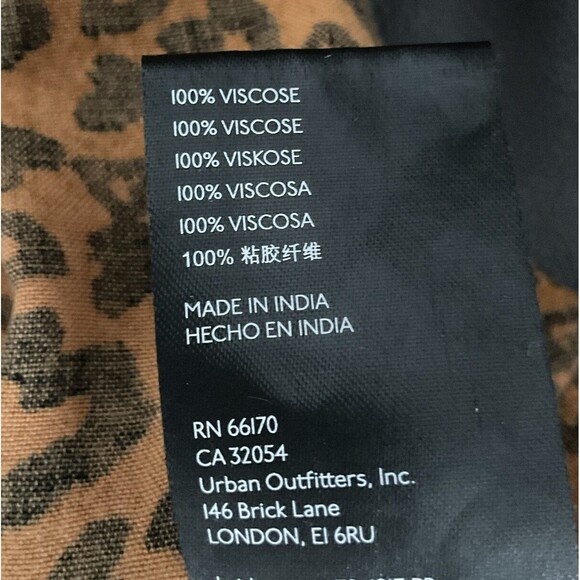 100% VISCOSE
100% VISCOSE
100% VISKOSE
100% VISCOSA
100% VISCOSA
100% 粘胶纤维
MADE IN INDIA
HECHO EN INDIA
RN 66170
CA 32054
Urban Outfitters, Inc.
146 Brick Lane
LONDON, E1 6RU